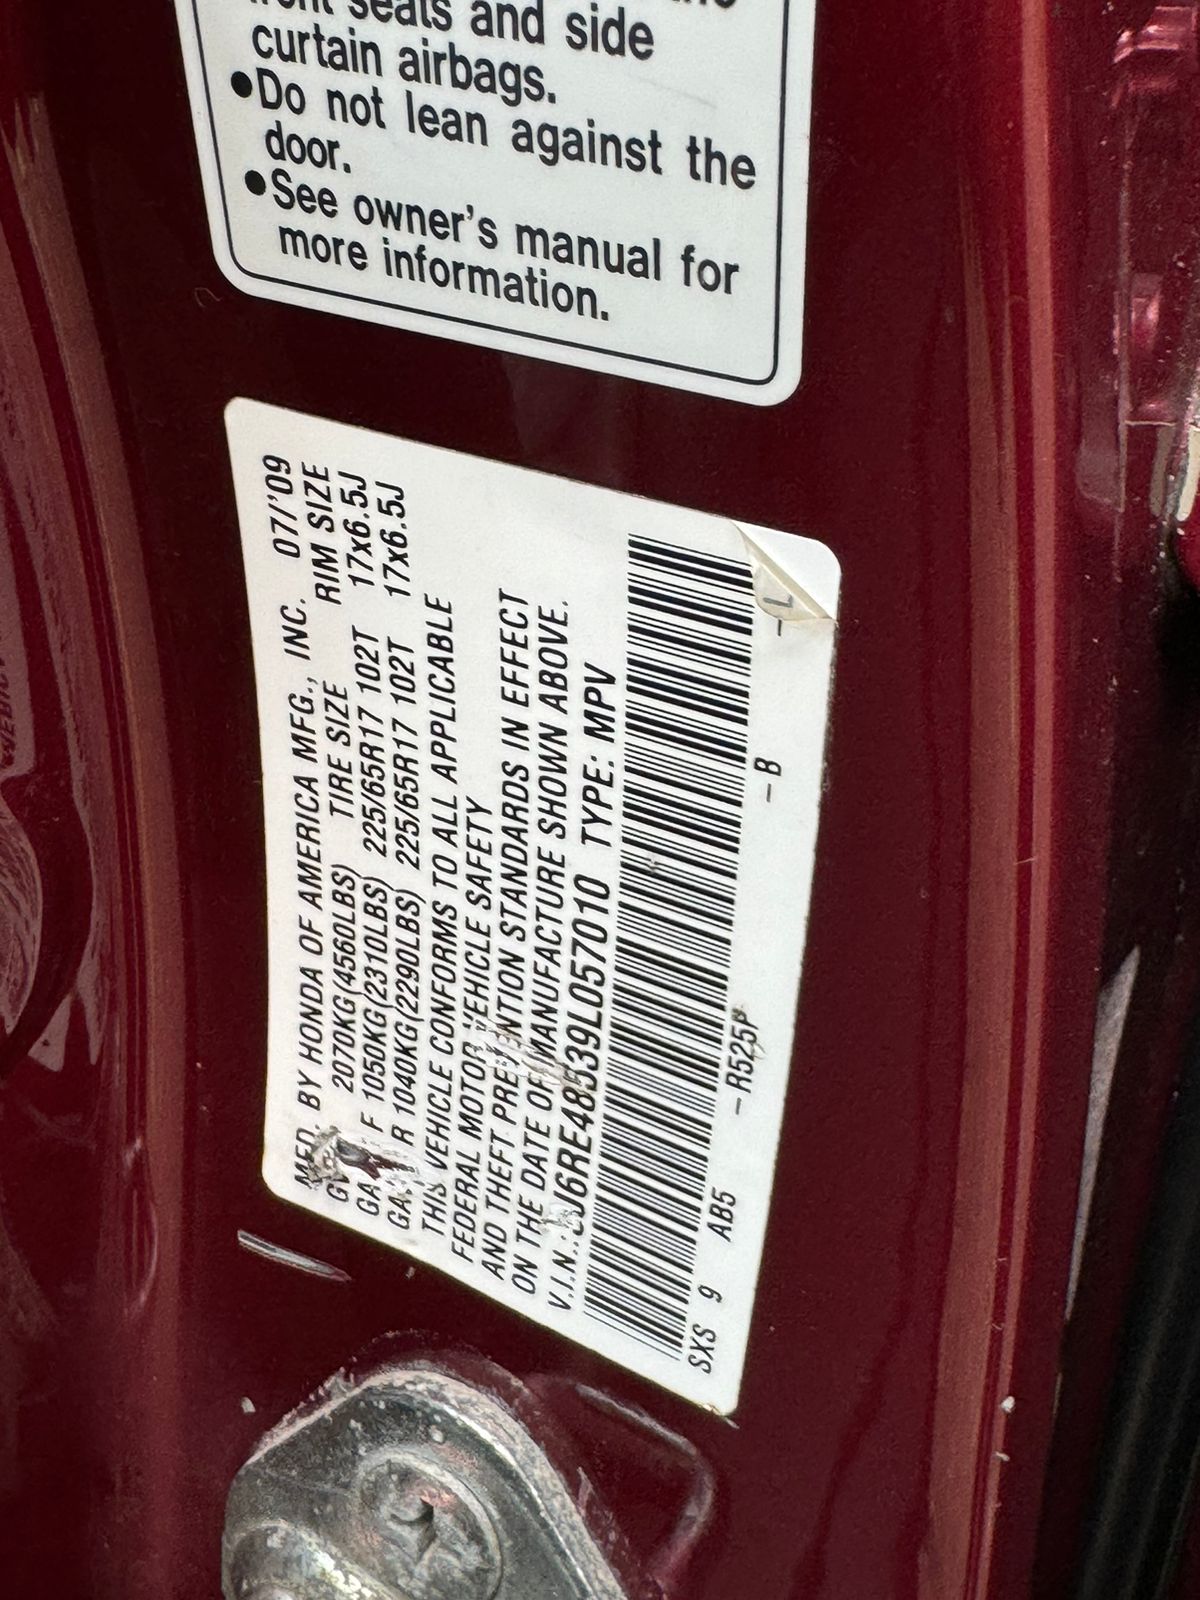 front seats and side
curtain airbags.
●Do not lean against the
door.
●See owner's manual for
more information.
MFD. BY HONDA OF AMERICA MFG., INC. 07/'09
2070KG(4560LBS) TIRE SIZE RIM SIZE
F 1050KG(2310LBS) 225/65R17 102T 17x6.5J
R 1040KG(2290LBS) 225/65R17 102T 17x6.5J
THIS VEHICLE CONFORMS TO ALL APPLICABLE
FEDERAL MOTOR VEHICLE SAFETY
AND THEFT PREVENTION STANDARDS IN EFFECT
ON THE DATE OF MANUFACTURE SHOWN ABOVE.
V.I.N.:5J6RE48539L057010 TYPE: MPV
SXS 9 AB5 -R525P -B -L